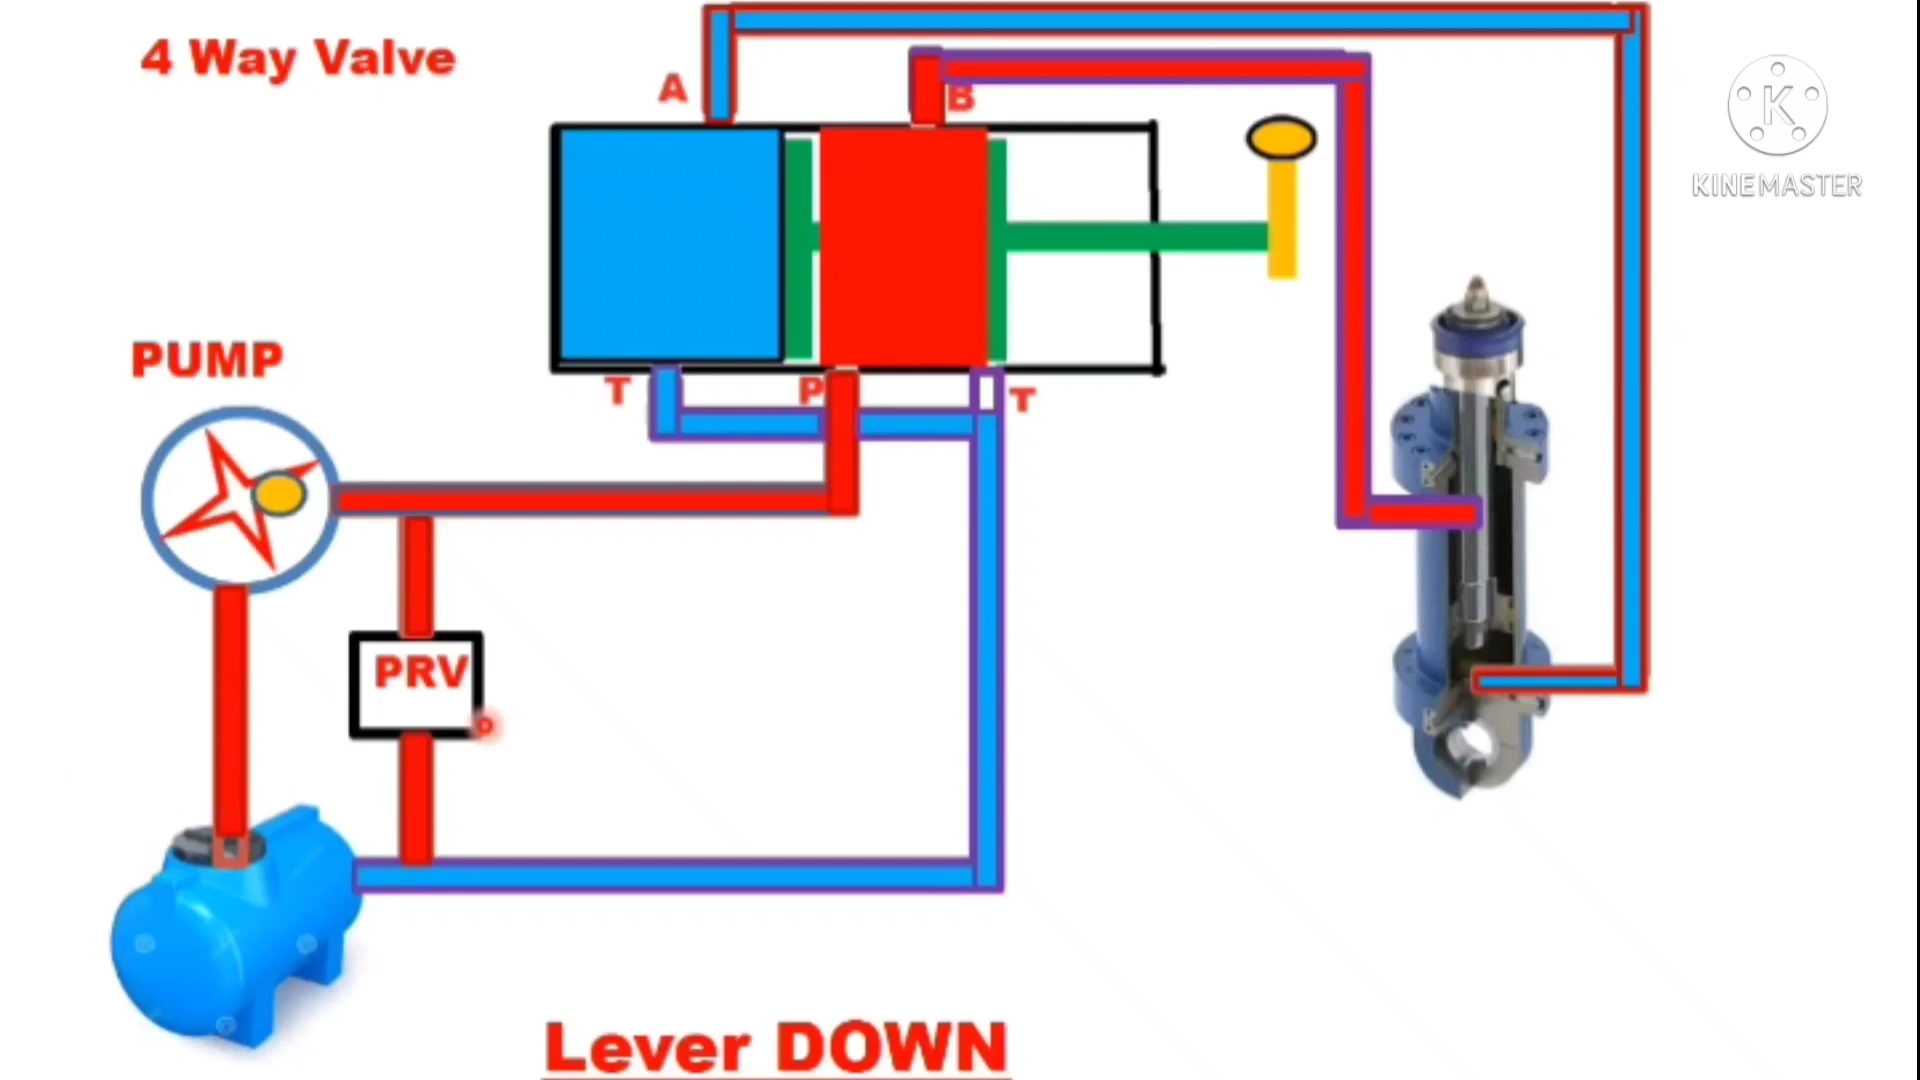 4 Way Valve
A
B
KINEMASTER
PUMP
T
P
T
PRV
Lever DOWN